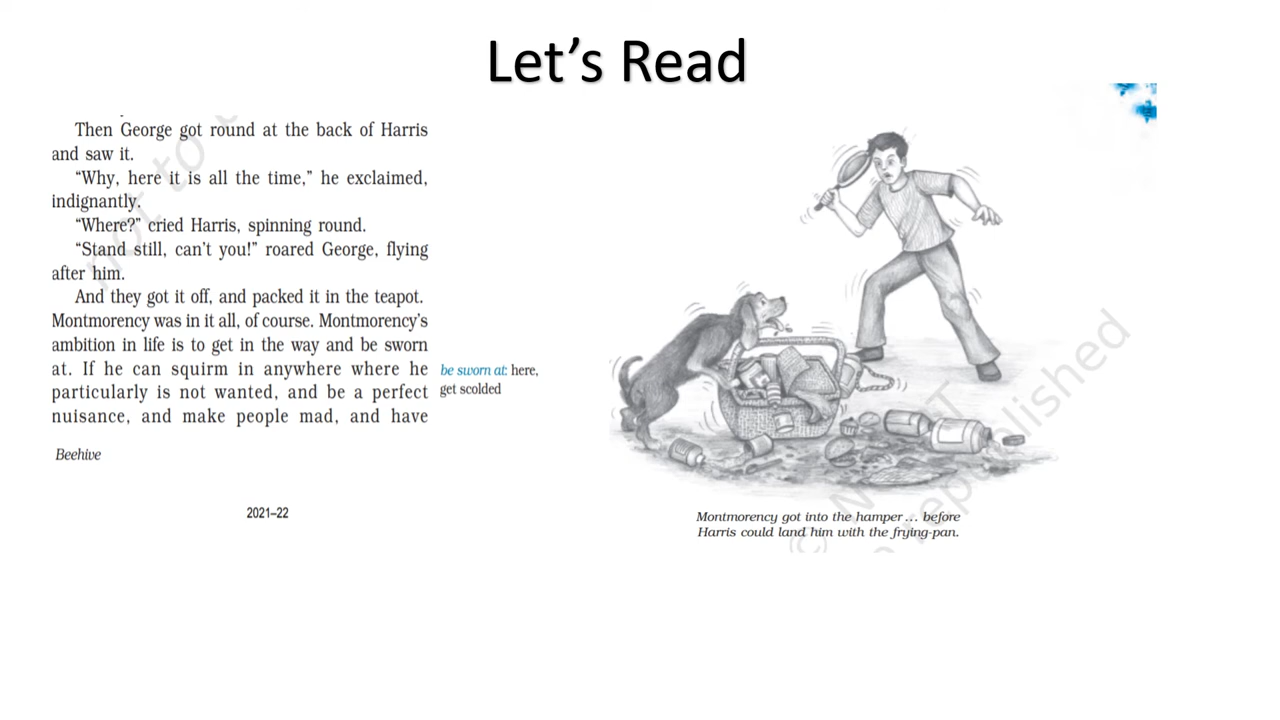 Let's Read
Then George got round at the back of Harris
and saw it.
“Why, here it is all the time,” he exclaimed,
indignantly.
“Where?” cried Harris, spinning round.
“Stand still, can't you!” roared George, flying
after him.
And they got it off, and packed it in the teapot.
Montmorency was in it all, of course. Montmorency's
ambition in life is to get in the way and be sworn
at. If he can squirm in anywhere where he
particularly is not wanted, and be a perfect
nuisance, and make people mad, and have
be sworn at: here,
get scolded
Beehive
2021–22
Montmorency got into the hamper... before
Harris could land him with the frying-pan.
not to
©
republished